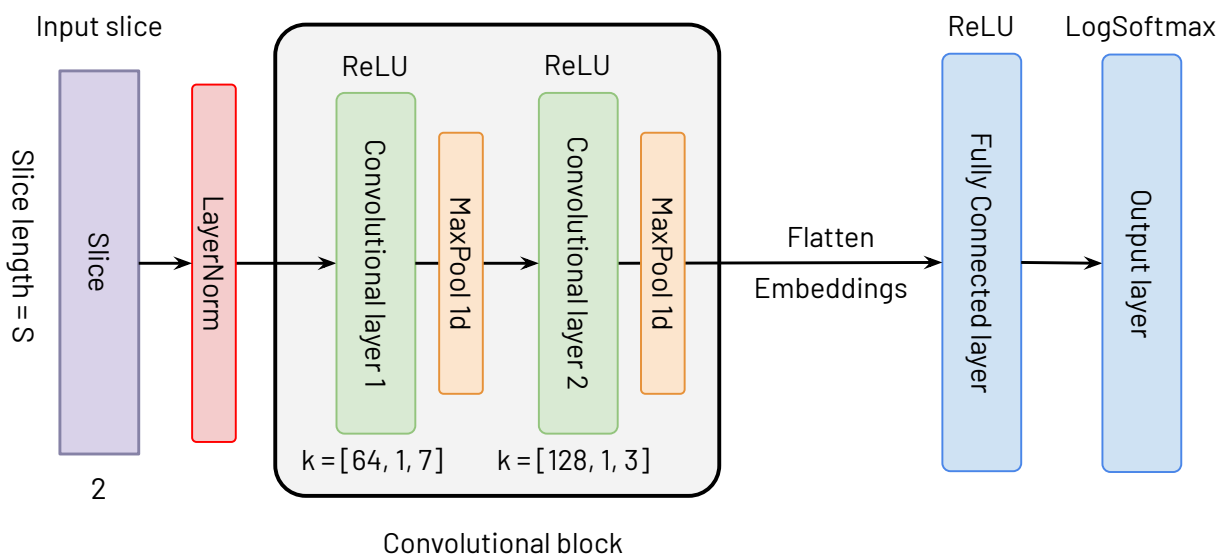 Input slice
Slice length = S
Slice
2
LayerNorm
ReLU
Convolutional layer 1
k = [64, 1, 7]
MaxPool 1d
ReLU
Convolutional layer 2
k = [128, 1, 3]
MaxPool 1d
Convolutional block
Flatten
Embeddings
ReLU
Fully Connected layer
LogSoftmax
Output layer